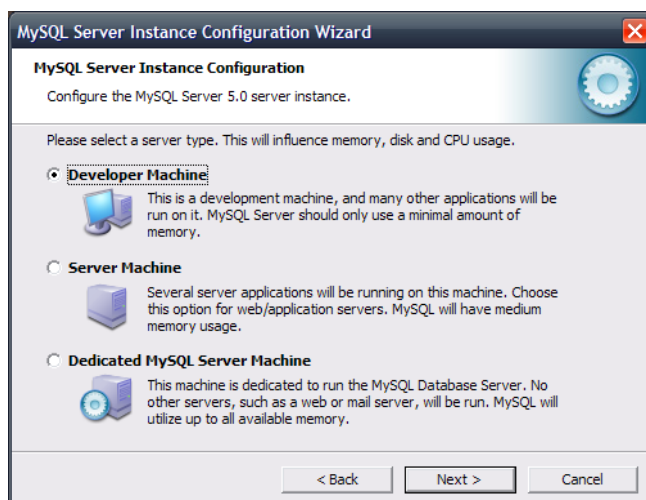 MySQL Server Instance Configuration Wizard
MySQL Server Instance Configuration
Configure the MySQL Server 5.0 server instance.
Please select a server type. This will influence memory, disk and CPU usage.
Developer Machine
This is a development machine, and many other applications will be
run on it. MySQL Server should only use a minimal amount of
memory.
Server Machine
Several server applications will be running on this machine. Choose
this option for web/application servers. MySQL will have medium
memory usage.
Dedicated MySQL Server Machine
This machine is dedicated to run the MySQL Database Server. No
other servers, such as a web or mail server, will be run. MySQL will
utilize up to all available memory.
< Back Next > Cancel